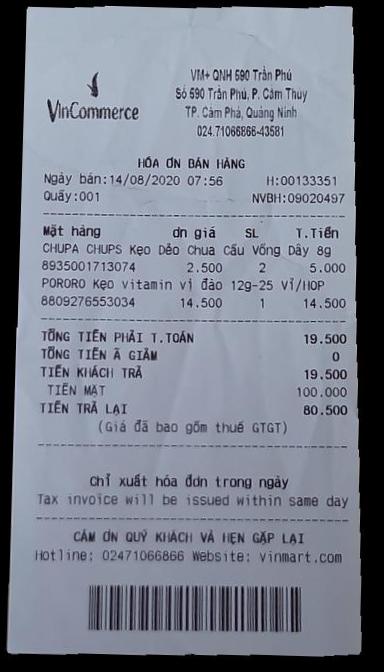 VinCommerce
VM+ QNH 590 Trần Phú
Số 590 Trần Phú, P. Cẩm Thủy
TP. Cẩm Phả, Quảng Ninh
024.71066866-43581
HÓA ƠN BÁN HÀNG
Ngày bán:14/08/2020 07:56 H:00133351
Quầy:001 NVBH:09020497
Mặt hàng ơn giá SL T.Tiền
CHUPA CHUPS Kẹo Dẻo Chua Cầu Vồng Dây 8g
8935001713074 2.500 2 5.000
PORORO Kẹo vitamin vị đào 12g-25 Vỉ/HOP
8809276553034 14.500 1 14.500
TỔNG TIỀN PHẢI T.TOÁN 19.500
TỔNG TIỀN Ã GIẢM 0
TIỀN KHÁCH TRẢ 19.500
TIỀN MẶT 100.000
TIỀN TRẢ LẠI 80.500
(Giá đã bao gồm thuế GTGT)
Chỉ xuất hóa đơn trong ngày
Tax invoice will be issued within same day
CẢM ƠN QUÝ KHÁCH VÀ HẸN GẶP LẠI
Hotline: 02471066866 Website: vinmart.com